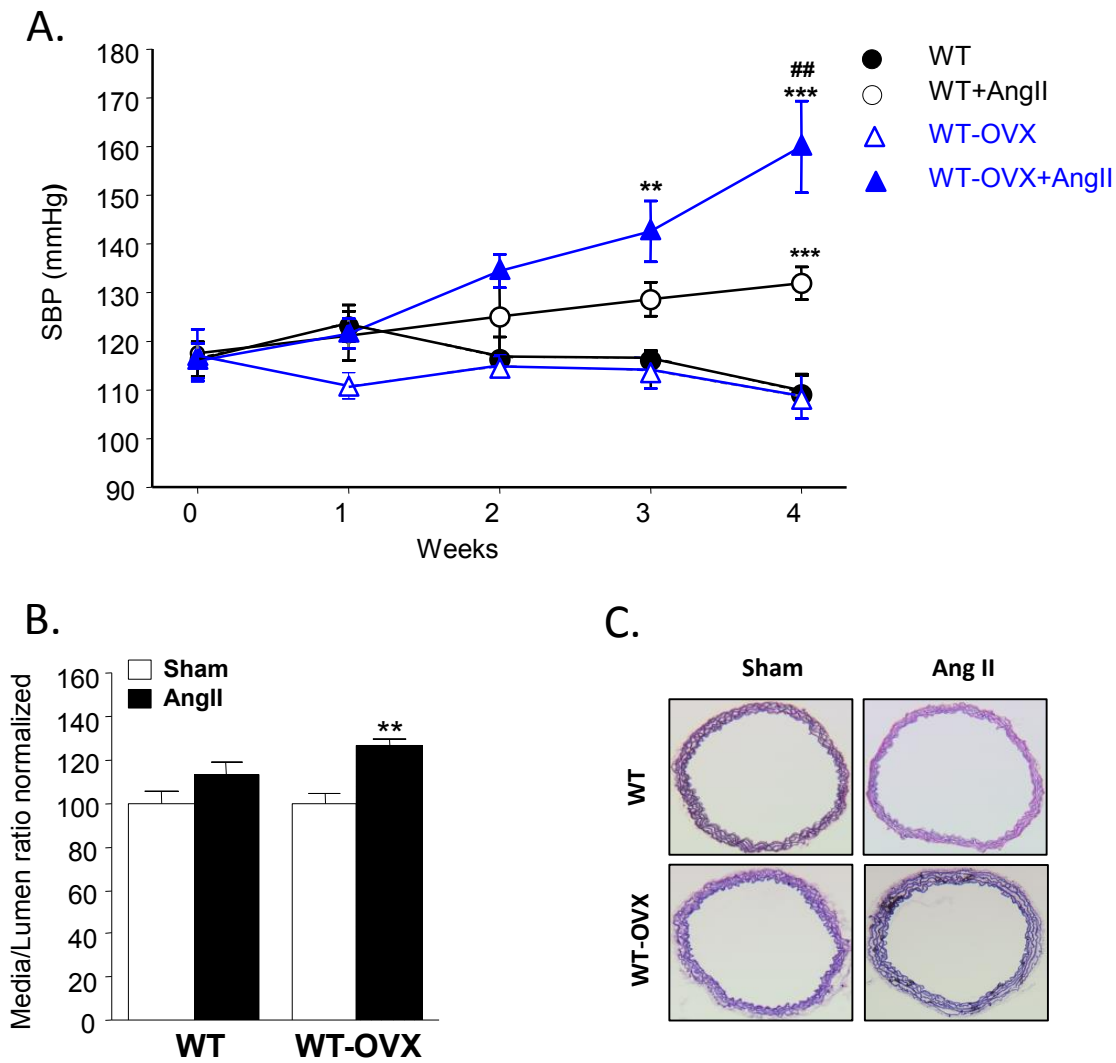 A.
180
170
160
150
140
130
120
110
100
90
SBP (mmHg)
0 1 2 3 4
Weeks
##
***
**
***
WT
WT+AngII
WT-OVX
WT-OVX+AngII
B.
Sham
AngII
160
140
120
100
80
60
40
20
0
Media/Lumen ratio normalized
**
WT WT-OVX
C.
Sham Ang II
WT
WT-OVX